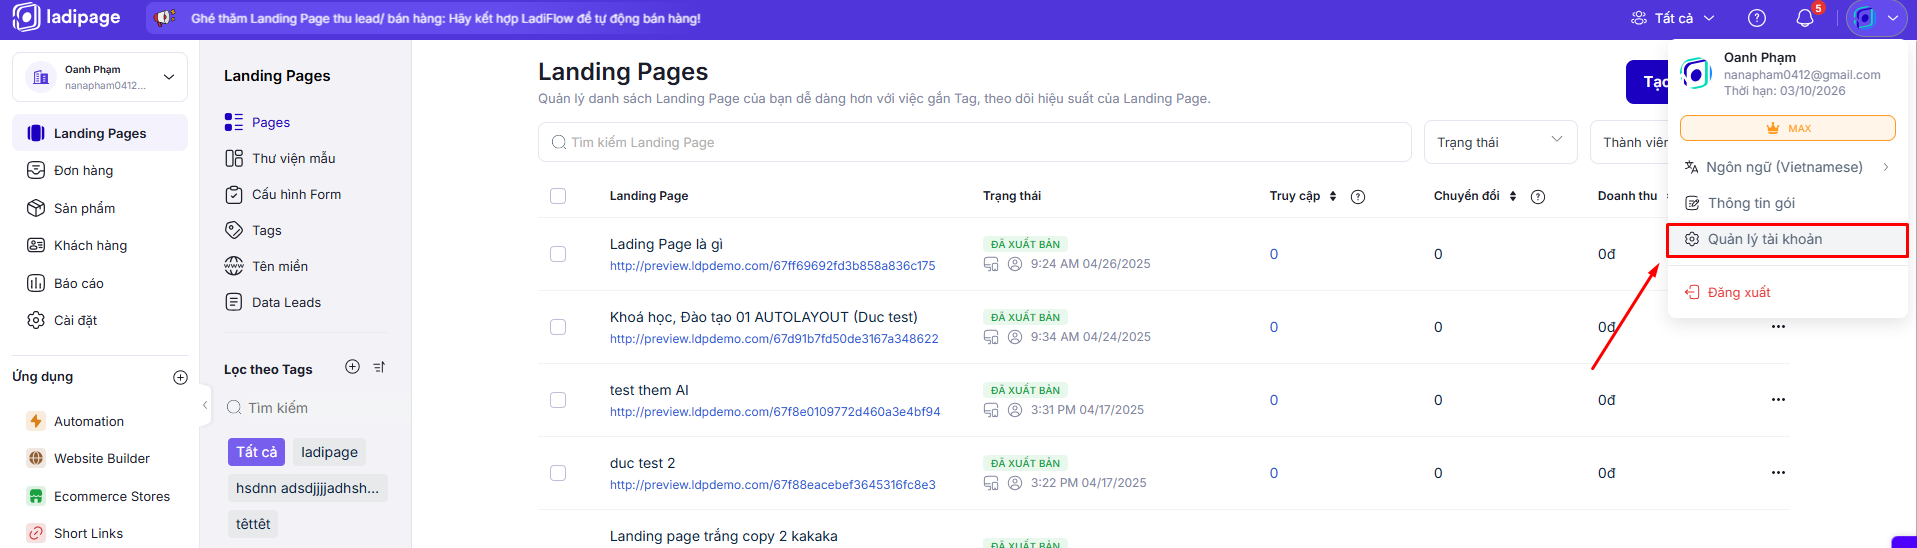 ladipage
Ghé thăm Landing Page thu lead/ bán hàng: Hãy kết hợp LadiFlow để tự động bán hàng!
Tất cả
5
Oanh Phạm
nanapham0412...
Landing Pages
Đơn hàng
Sản phẩm
Khách hàng
Báo cáo
Cài đặt
Ứng dụng
Automation
Website Builder
Ecommerce Stores
Short Links
Landing Pages
Pages
Thư viện mẫu
Cấu hình Form
Tags
Tên miền
Data Leads
Lọc theo Tags
Tìm kiếm
Tất cả
ladipage
hsdnn adsdjjjjadhsh...
têttêt
Landing Pages
Quản lý danh sách Landing Page của bạn dễ dàng hơn với việc gắn Tag, theo dõi hiệu suất của Landing Page.
Tạo
Tìm kiếm Landing Page
Trạng thái
Thành viên
Landing Page
Trạng thái
Truy cập
Chuyển đổi
Doanh thu
Lading Page là gì
http://preview.ldpdemo.com/67ff69692fd3b858a836c175
ĐÃ XUẤT BẢN
9:24 AM 04/26/2025
0
0
0đ
Khoá học, Đào tạo 01 AUTOLAYOUT (Duc test)
http://preview.ldpdemo.com/67d91b7fd50de3167a348622
ĐÃ XUẤT BẢN
9:34 AM 04/24/2025
0
0
0đ
test them AI
http://preview.ldpdemo.com/67f8e0109772d460a3e4bf94
ĐÃ XUẤT BẢN
3:31 PM 04/17/2025
0
0
0đ
duc test 2
http://preview.ldpdemo.com/67f88eacebef3645316fc8e3
ĐÃ XUẤT BẢN
3:22 PM 04/17/2025
0
0
0đ
Landing page trắng copy 2 kakaka
ĐÃ XUẤT BẢN
Oanh Phạm
nanapham0412@gmail.com
Thời hạn: 03/10/2026
MAX
Ngôn ngữ (Vietnamese)
Thông tin gói
Quản lý tài khoản
Đăng xuất